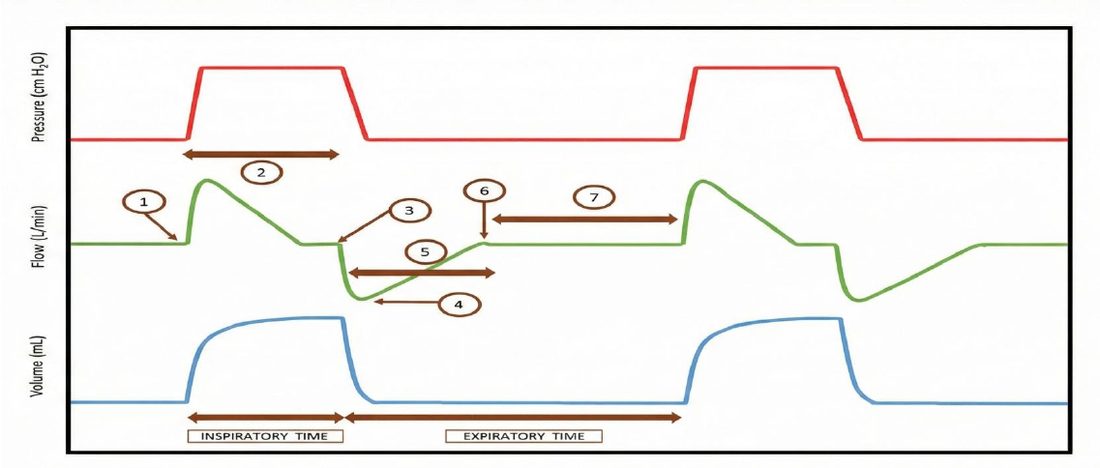 Pressure (cm H₂O)
2
1
6
7
3
Flow (L/min)
5
4
Volume (mL)
INSPIRATORY TIME
EXPIRATORY TIME